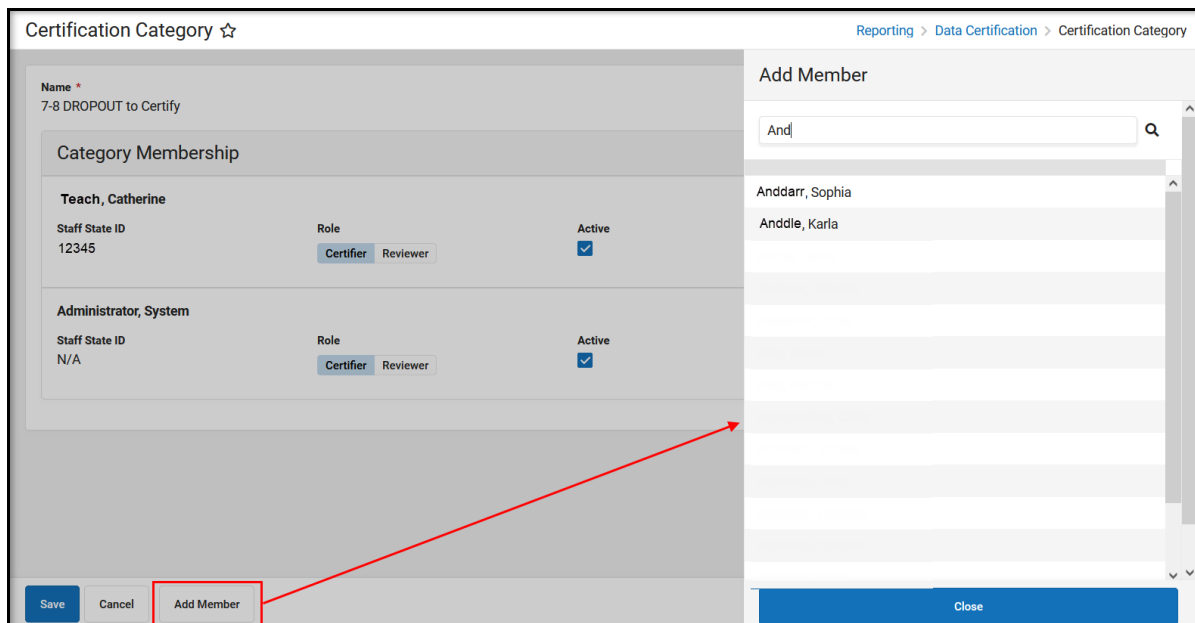 Certification Category
Reporting > Data Certification > Certification Category
Name *
7-8 DROPOUT to Certify
Category Membership
Teach, Catherine
Staff State ID Role Active
12345 Certifier Reviewer
Administrator, System
Staff State ID Role Active
N/A Certifier Reviewer
Save Cancel Add Member
Add Member
And
Anddarr, Sophia
Anddle, Karla
Close